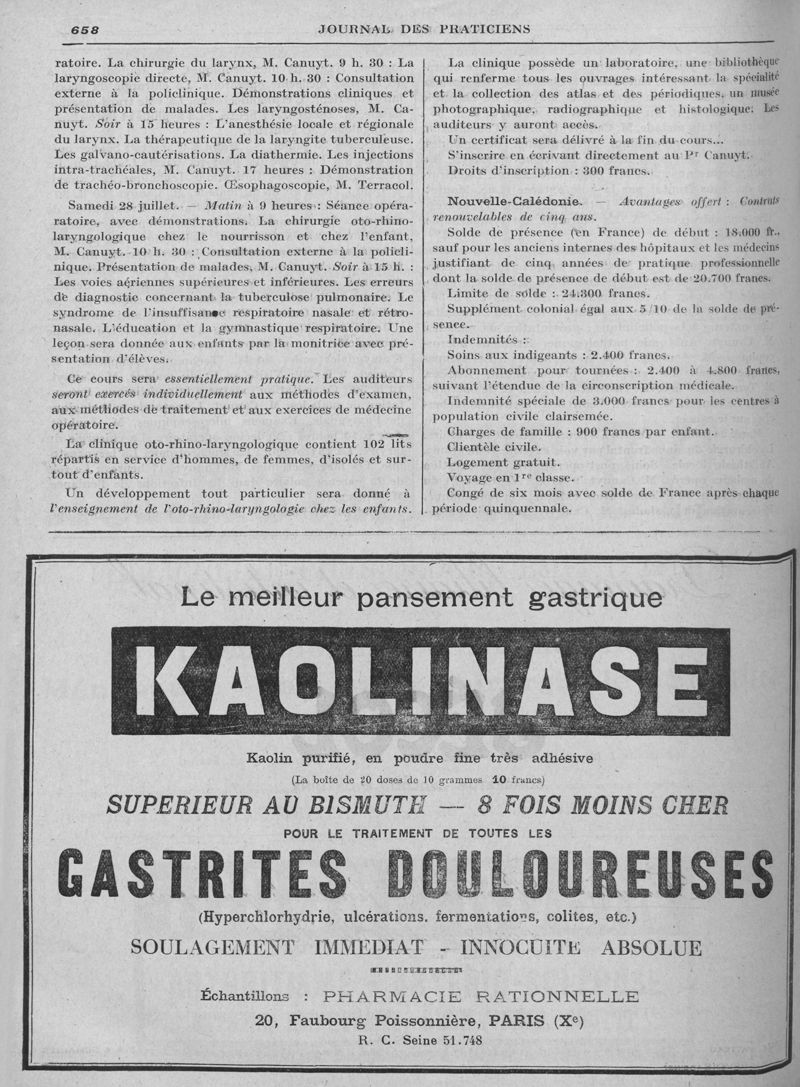 658
JOURNAL DES PRATICIENS
ratoire. La chirurgie du larynx, M. Canuyt. 9 h. 30 : La
laryngoscopie directe, M. Canuyt. 10 h. 30 : Consultation
externe à la policlinique. Démonstrations cliniques et
présentation de malades. Les laryngosténoses, M. Ca-
nuyt. Soir à 15 heures : L'anesthésie locale et régionale
du larynx. La thérapeutique de la laryngite tuberculeuse.
Les galvano-cautérisations. La diathermie. Les injections
intra-trachéales, M. Canuyt. 17 heures : Démonstration
de trachéo-bronchoscopie. Œsophagoscopie, M. Terracol.
Samedi 28 juillet. — Matin à 9 heures : Séance opéra-
ratoire, avec démonstrations. La chirurgie oto-rhino-
laryngologique chez le nourrisson et chez l'enfant,
M. Canuyt. 10 h. 30 : Consultation externe à la policli-
nique. Présentation de malades, M. Canuyt. Soir à 15 h. :
Les voies aériennes supérieures et inférieures. Les erreurs
de diagnostic concernant la tuberculose pulmonaire. Le
syndrome de l'insuffisance respiratoire nasale et rétro-
nasale. L'éducation et la gymnastique respiratoire. Une
leçon sera donnée aux enfants par la monitrice avec pré-
sentation d'élèves.
Ce cours sera essentiellement pratique. Les auditeurs
seront exercés individuellement aux méthodes d'examen,
aux méthodes de traitement et aux exercices de médecine
opératoire.
La clinique oto-rhino-laryngologique contient 102 lits
répartis en service d'hommes, de femmes, d'isolés et sur-
tout d'enfants.
Un développement tout particulier sera donné à
l'enseignement de l'oto-rhino-laryngologie chez les enfants.
La clinique possède un laboratoire, une bibliothèque
qui renferme tous les ouvrages intéressant la spécialité
et la collection des atlas et des périodiques, un musée
photographique, radiographique et histologique. Les
auditeurs y auront accès.
Un certificat sera délivré à la fin du cours...
S'inscrire en écrivant directement au Pr Canuyt.
Droits d'inscription : 300 francs.
Nouvelle-Calédonie. — Avantages offert : Contrats
renouvelables de cinq ans.
Solde de présence (en France) de début : 18.000 fr.,
sauf pour les anciens internes des hôpitaux et les médecins
justifiant de cinq années de pratique professionnelle
dont la solde de présence de début est de 20.700 francs.
Limite de solde : 24.300 francs.
Supplément colonial égal aux 5/10 de la solde de pré-
sence.
Indemnités :
Soins aux indigeants : 2.400 francs.
Abonnement pour tournées : 2.400 à 4.800 francs,
suivant l'étendue de la circonscription médicale.
Indemnité spéciale de 3.000 francs pour les centres à
population civile clairsemée.
Charges de famille : 900 francs par enfant.
Clientèle civile.
Logement gratuit.
Voyage en 1re classe.
Congé de six mois avec solde de France après chaque
période quinquennale.
Le meilleur pansement gastrique
KAOLINASE
Kaolin purifié, en poudre fine très adhésive
(La boîte de 20 doses de 10 grammes 10 francs)
SUPERIEUR AU BISMUTH — 8 FOIS MOINS CHER
POUR LE TRAITEMENT DE TOUTES LES
GASTRITES DOULOUREUSES
(Hyperchlorhydrie, ulcérations. fermentations, colites, etc.)
SOULAGEMENT IMMEDIAT - INNOCUITE ABSOLUE
Échantillons : PHARMACIE RATIONNELLE
20, Faubourg Poissonnière, PARIS (Xe)
R. C. Seine 51.748